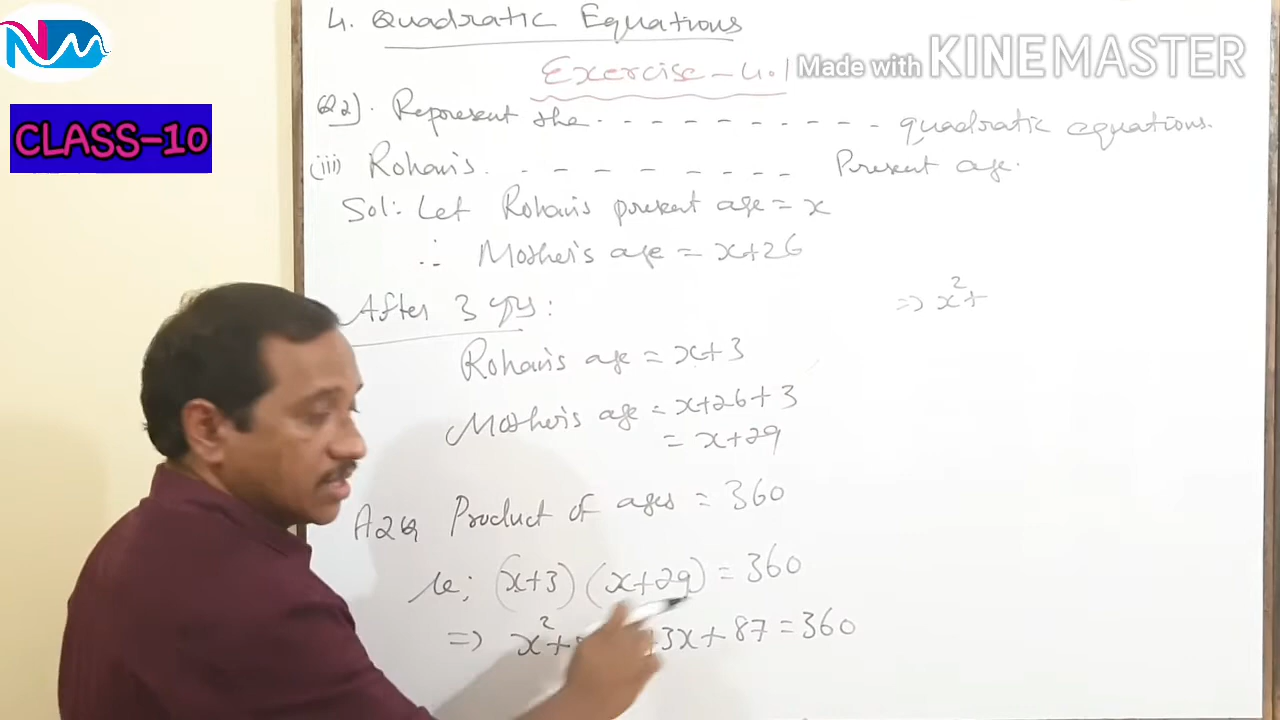 NM
CLASS-10
Made with KINEMASTER
4. Quadratic Equations
Exercise - 4.1
Q2]. Represent the - - - - - - - - - - - quadratic equations.
(iii) Rohan's. - - - - - - - - Present age.
Sol: Let Rohan's present age = x
∴ Mother's age = x+26
After 3 yrs:
Rohan's age = x+3
Mother's age = x+26+3
= x+29
A2Q Product of ages = 360
ie; (x+3) (x+29) = 360
=> x²+ +3x+87 = 360
=> x²+